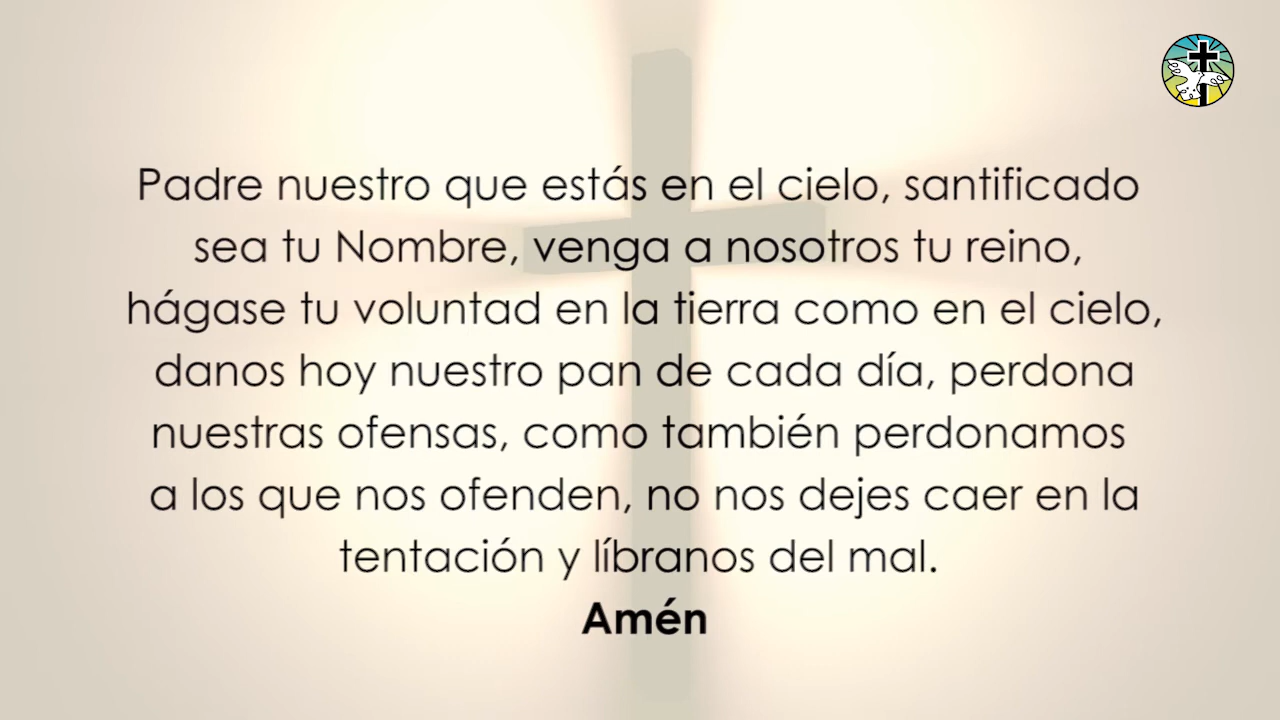 Padre nuestro que estás en el cielo, santificado
sea tu Nombre, venga a nosotros tu reino,
hágase tu voluntad en la tierra como en el cielo,
danos hoy nuestro pan de cada día, perdona
nuestras ofensas, como también perdonamos
a los que nos ofenden, no nos dejes caer en la
tentación y líbranos del mal.
Amén